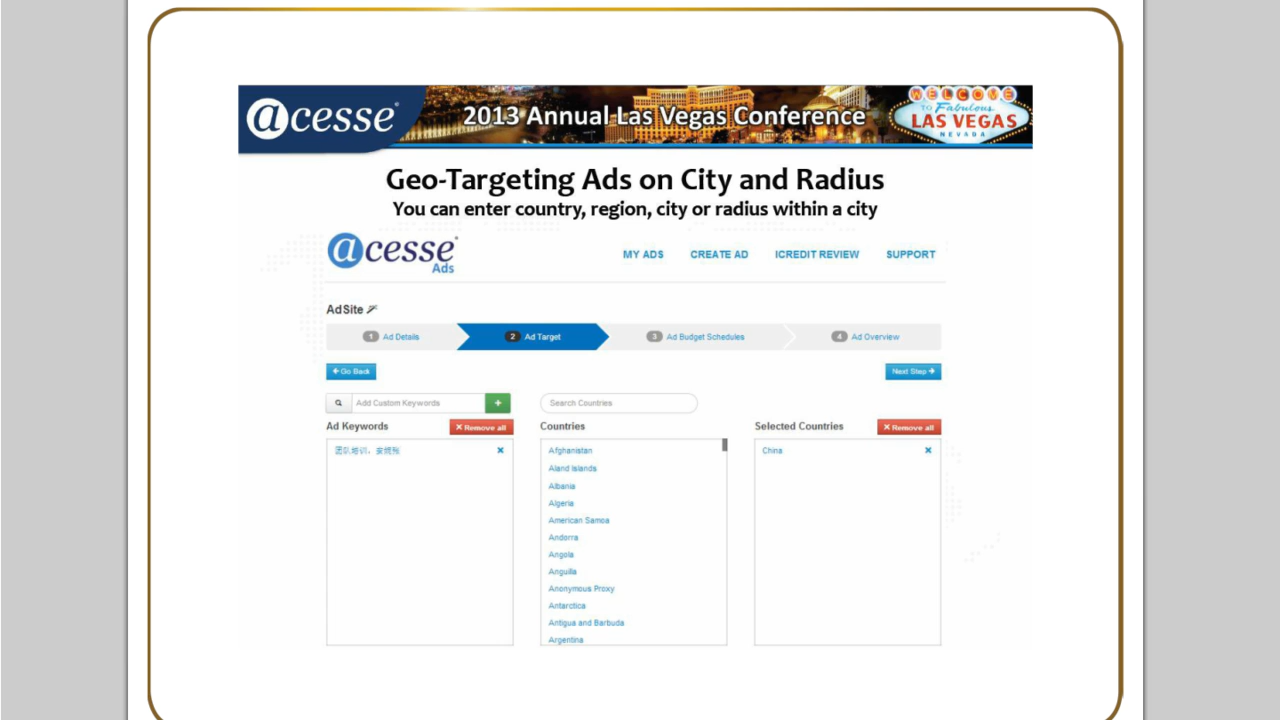 @cesse®
2013 Annual Las Vegas Conference
WELCOME
TO Fabulous
LAS VEGAS
NEVADA
Geo-Targeting Ads on City and Radius
You can enter country, region, city or radius within a city
@cesse
Ads
MY ADS CREATE AD ICREDIT REVIEW SUPPORT
AdSite
1 Ad Details 2 Ad Target 3 Ad Budget Schedules 4 Ad Overview
Go Back Next Step
Add Custom Keywords + Search Countries
Ad Keywords Remove all Countries Selected Countries Remove all
团队培训, Afghanistan China
Aland Islands
Albania
Algeria
American Samoa
Andorra
Angola
Anguilla
Anonymous Proxy
Antarctica
Antigua and Barbuda
Argentina